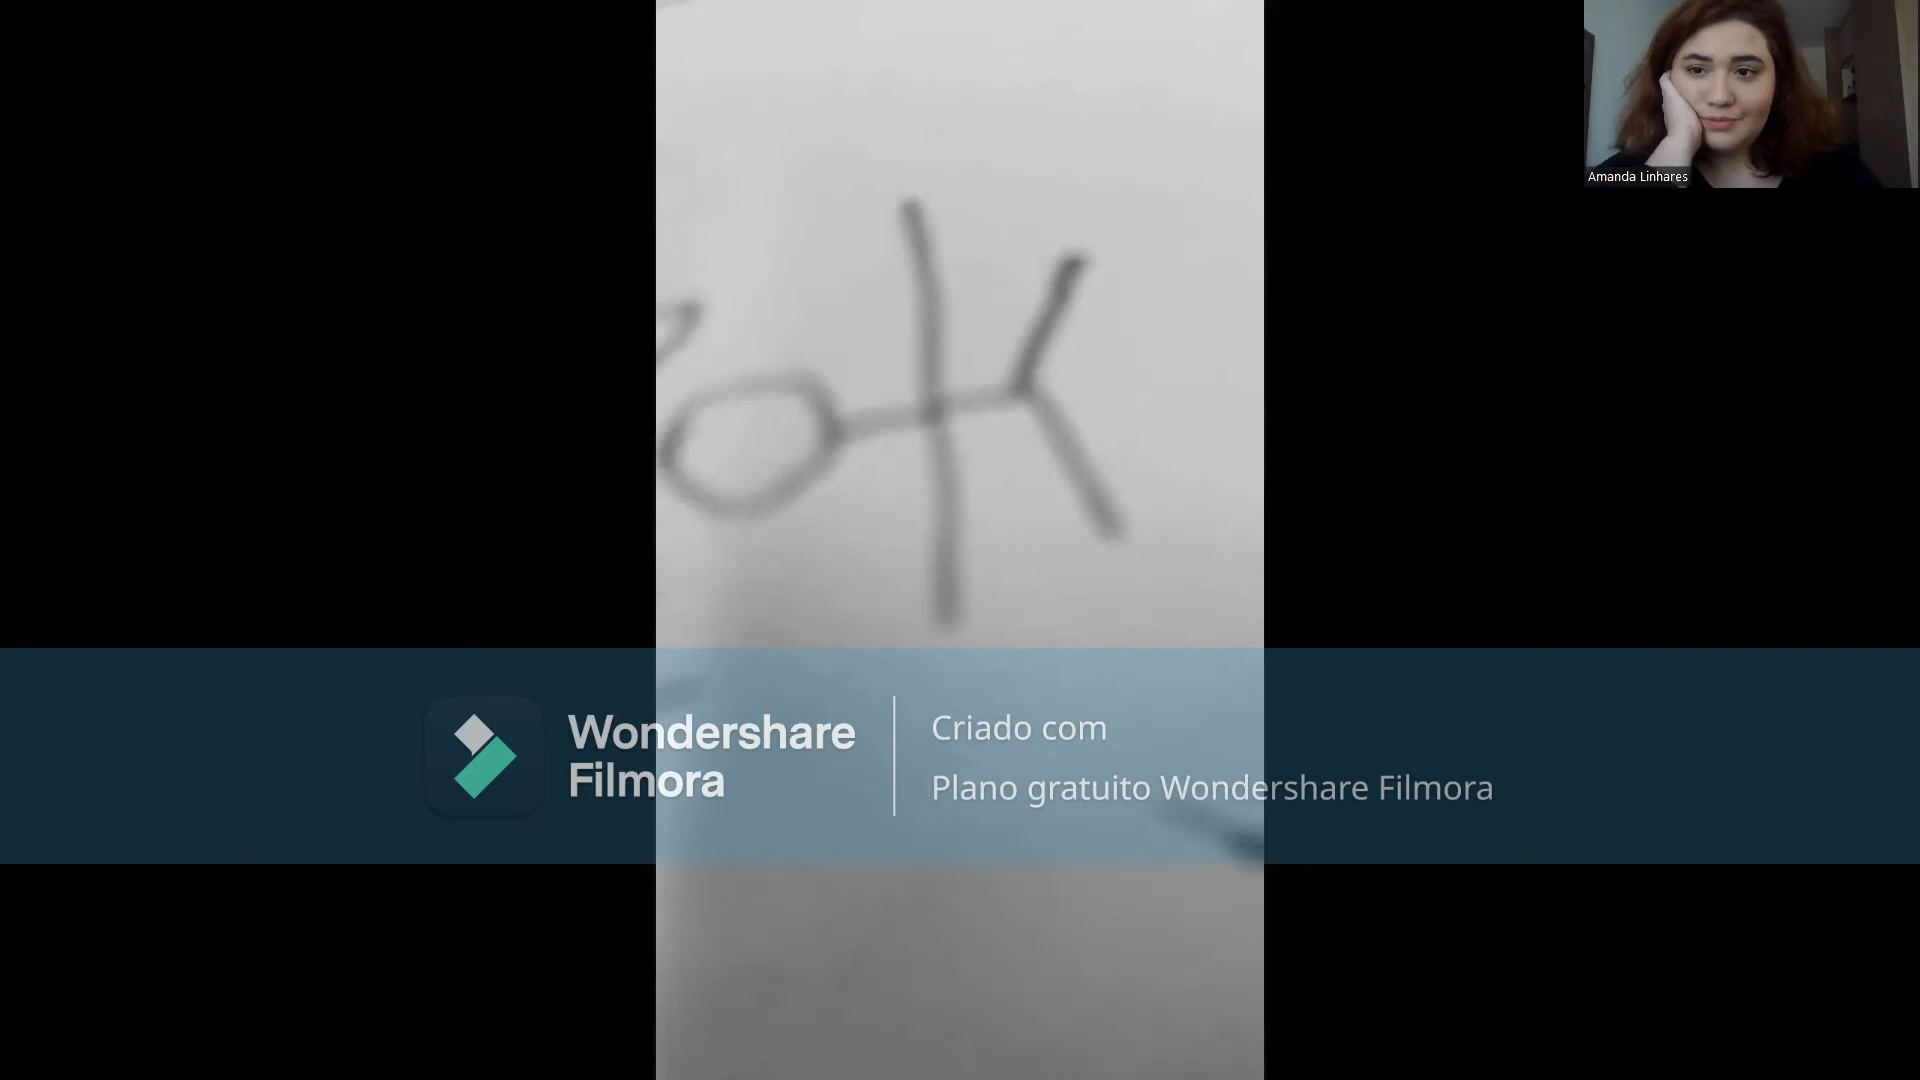 Amanda Linhares
Wondershare
Filmora
Criado com
Plano gratuito Wondershare Filmora